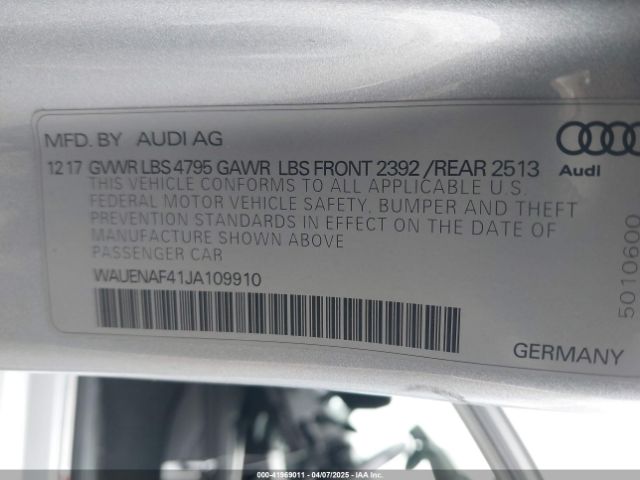 MFD.BY AUDI AG
12 17 GVWR LBS 4795 GAWR LBS FRONT 2392 /REAR 2513
THIS VEHICLE CONFORMS TO ALL APPLICABLE U.S.
FEDERAL MOTOR VEHICLE SAFETY, BUMPER AND THEFT
PREVENTION STANDARDS IN EFFECT ON THE DATE OF
MANUFACTURE SHOWN ABOVE
PASSENGER CAR
WAUENAF41JA109910
Audi
5010600
GERMANY
000-41969011 - 04/07/2025 - IAA Inc.